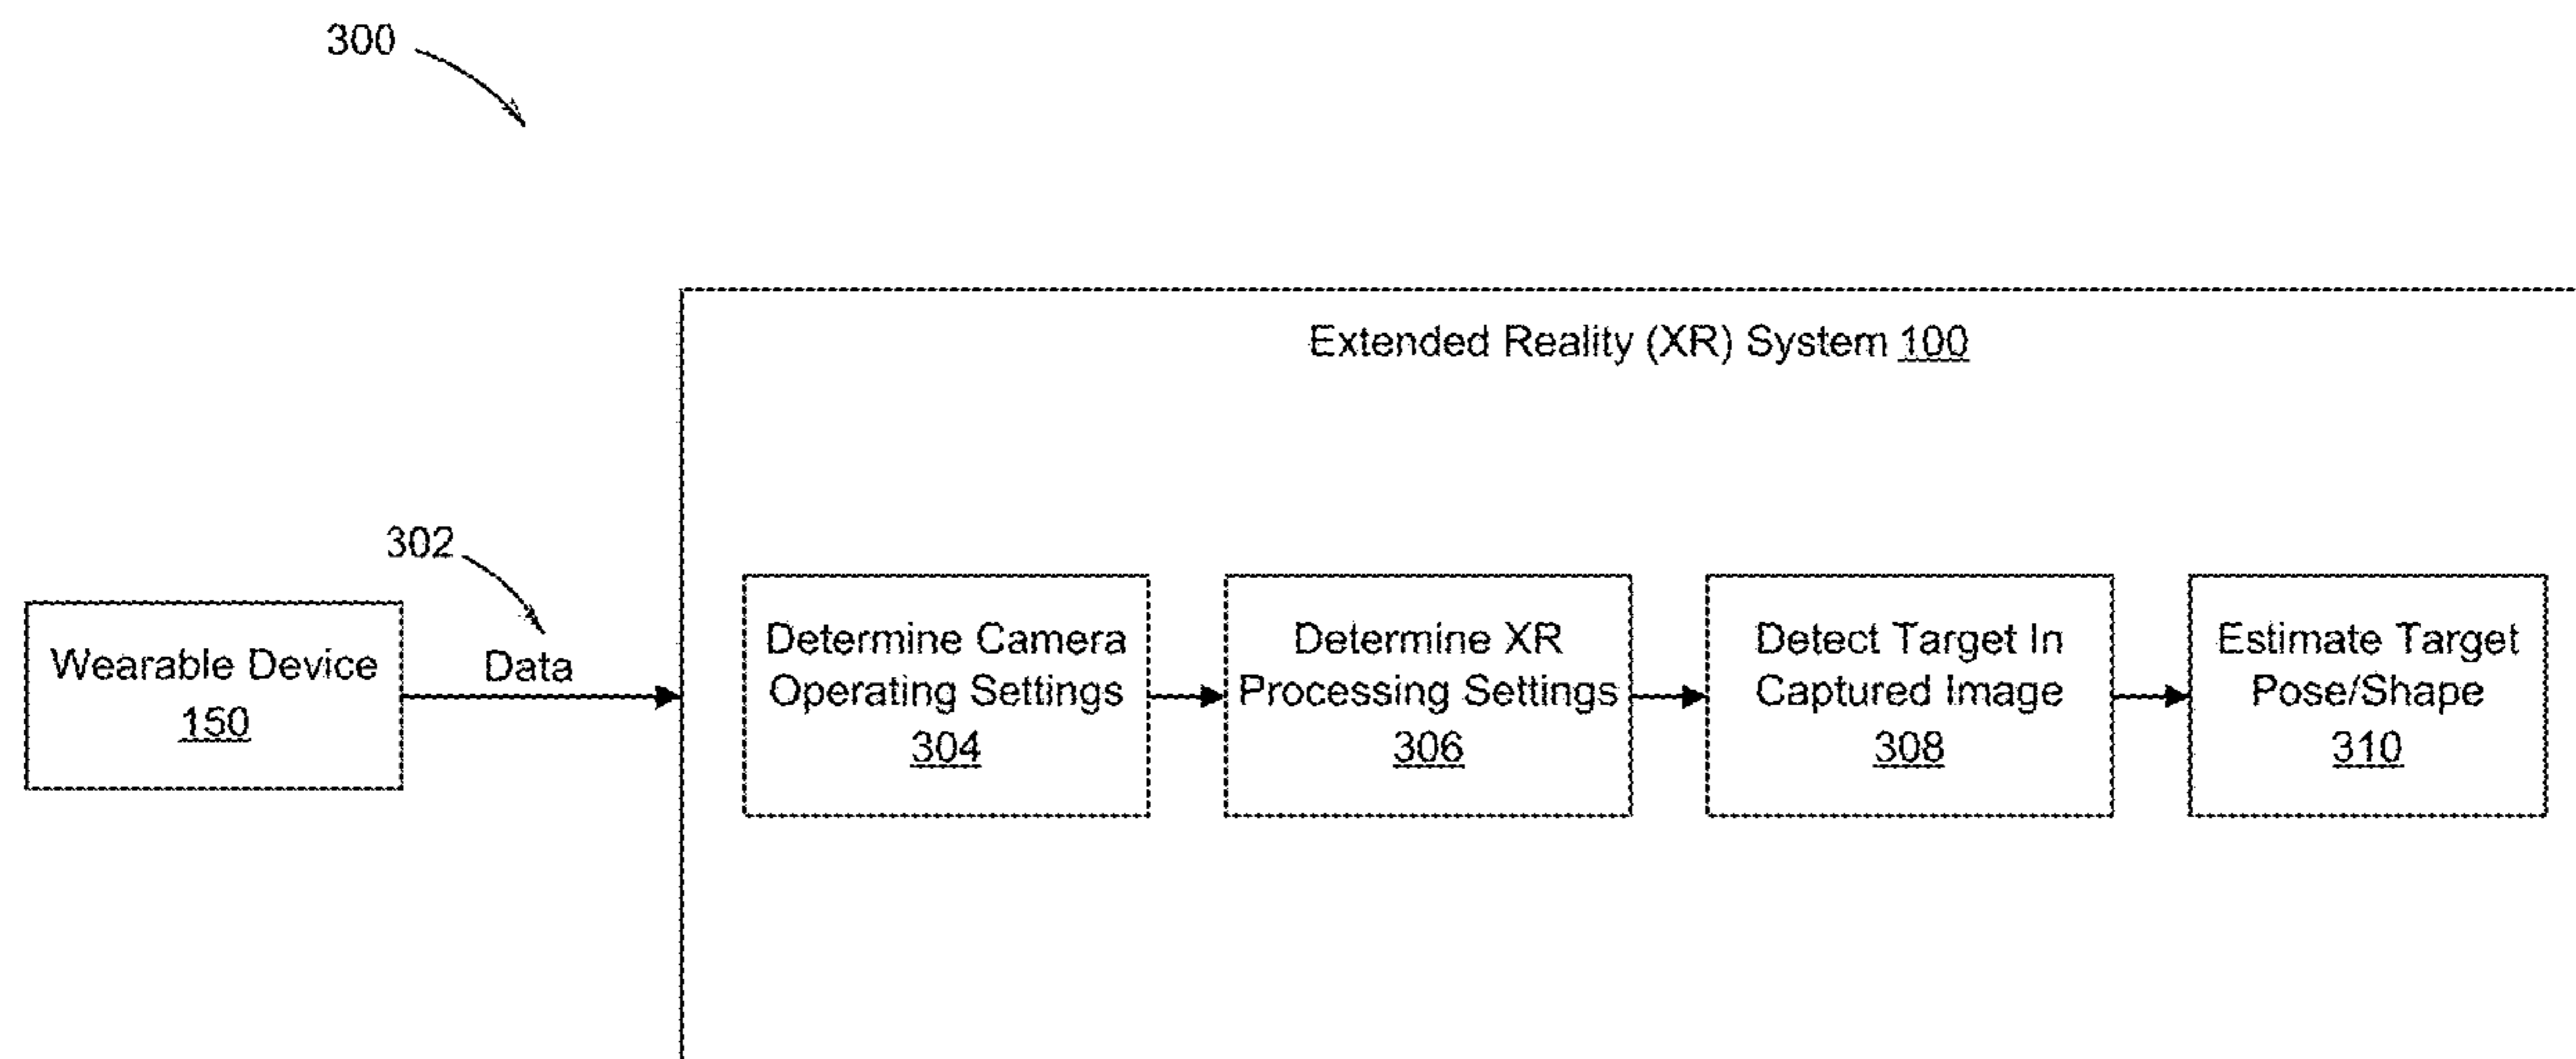 300
Extended Reality (XR) System 100
302
Wearable Device
150
Data
Determine Camera
Operating Settings
304
Determine XR
Processing Settings
306
Detect Target In
Captured Image
308
Estimate Target
Pose/Shape
310